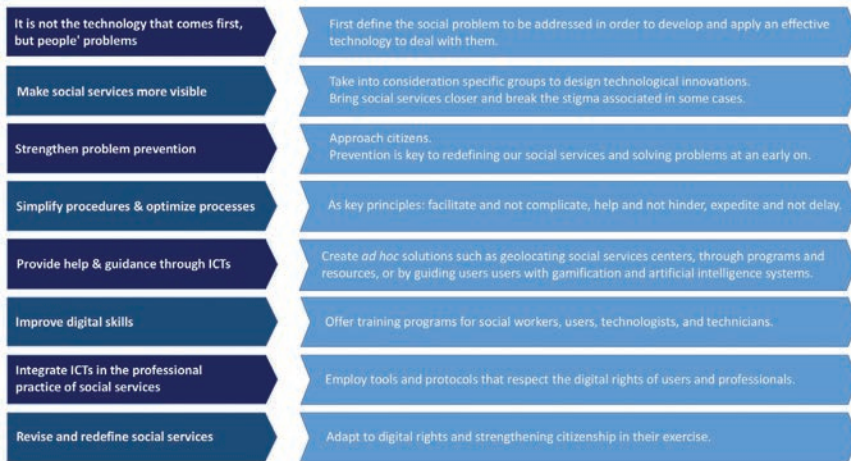 It is not the technology that comes first,
but people' problems
First define the social problem to be addressed in order to develop and apply an effective
technology to deal with them.
Make social services more visible
Take into consideration specific groups to design technological innovations.
Bring social services closer and break the stigma associated in some cases.
Strengthen problem prevention
Approach citizens.
Prevention is key to redefining our social services and solving problems at an early on.
Simplify procedures & optimize processes
As key principles: facilitate and not complicate, help and not hinder, expedite and not delay.
Provide help & guidance through ICTs
Create ad hoc solutions such as geolocating social services centers, through programs and
resources, or by guiding users users with gamification and artificial intelligence systems.
Improve digital skills
Offer training programs for social workers, users, technologists, and technicians.
Integrate ICTs in the professional
practice of social services
Employ tools and protocols that respect the digital rights of users and professionals.
Revise and redefine social services
Adapt to digital rights and strengthening citizenship in their exercise.